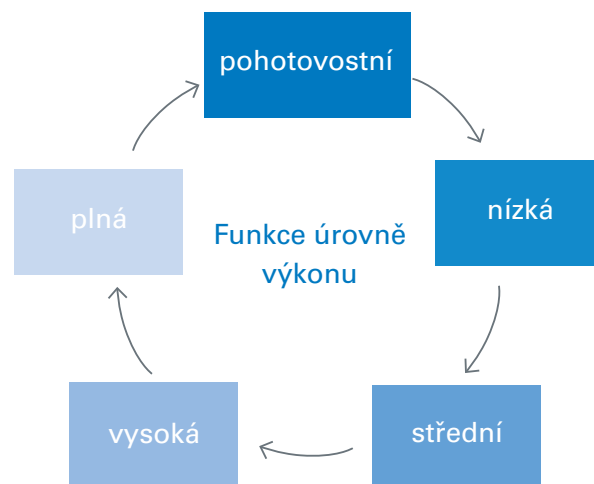 pohotovostní
nízká
střední
vysoká
plná
Funkce úrovně
výkonu